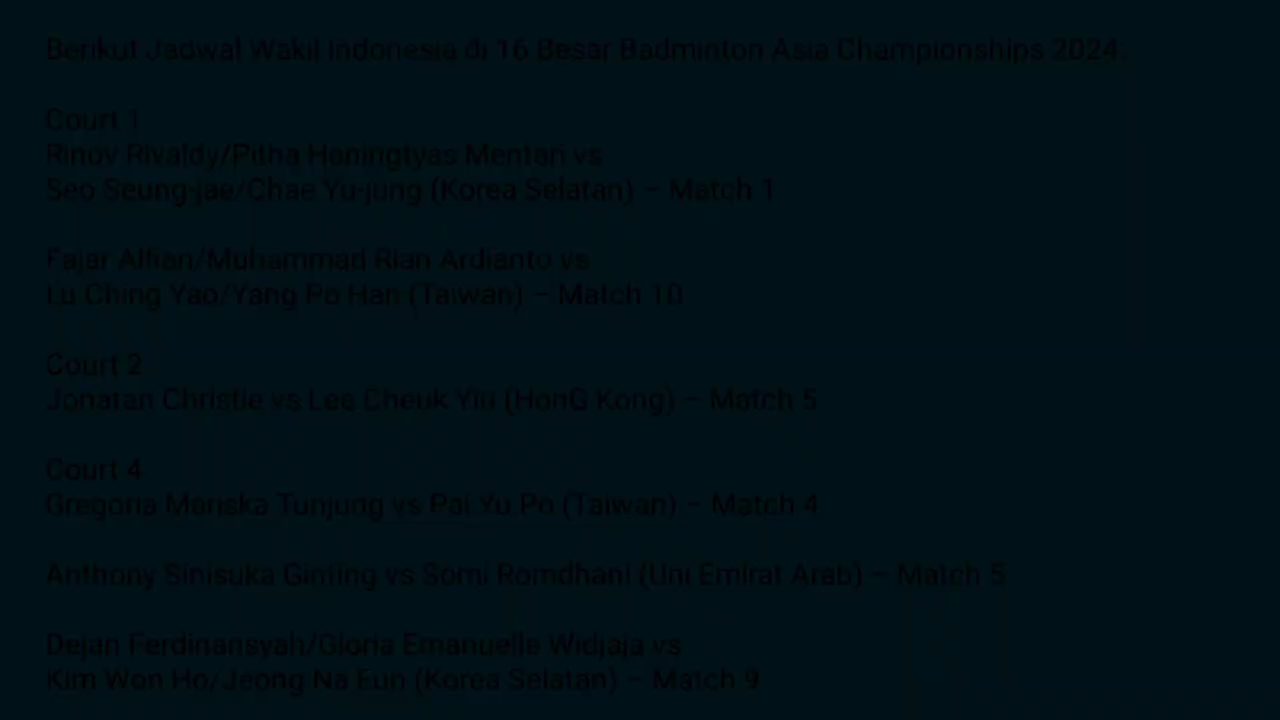 Berikut Jadwal Wakil Indonesia di 16 Besar Badminton Asia Championships 2024:
Court 1
Rinov Rivaldy/Pitha Haningtyas Mentari vs
Seo Seung-jae/Chae Yu-jung (Korea Selatan) – Match 1
Fajar Alfian/Muhammad Rian Ardianto vs
Lu Ching Yao/Yang Po Han (Taiwan) – Match 10
Court 2
Jonatan Christie vs Lee Cheuk Yiu (HonG Kong) – Match 5
Court 4
Gregoria Mariska Tunjung vs Pai Yu Po (Taiwan) – Match 4
Anthony Sinisuka Ginting vs Somi Romdhani (Uni Emirat Arab) – Match 5
Dejan Ferdinansyah/Gloria Emanuelle Widjaja vs
Kim Won Ho/Jeong Na Eun (Korea Selatan) – Match 9